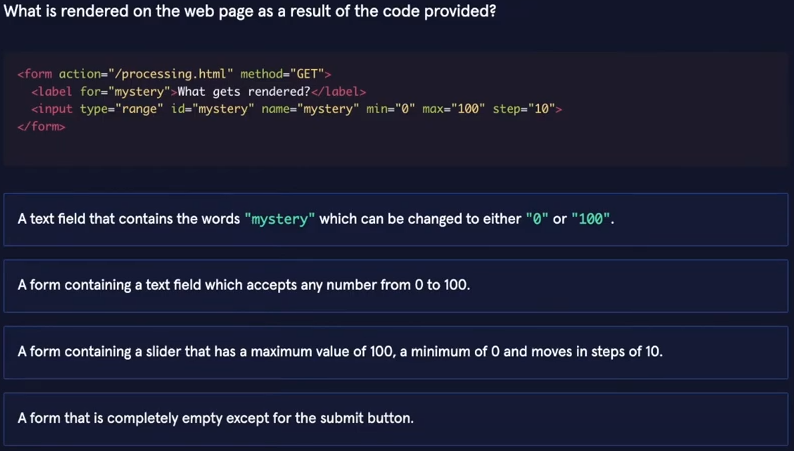 What is rendered on the web page as a result of the code provided?
<form action="/processing.html" method="GET">
<label for="mystery">What gets rendered?</label>
<input type="range" id="mystery" name="mystery" min="0" max="100" step="10">
</form>
A text field that contains the words "mystery" which can be changed to either "0" or "100".
A form containing a text field which accepts any number from 0 to 100.
A form containing a slider that has a maximum value of 100, a minimum of 0 and moves in steps of 10.
A form that is completely empty except for the submit button.